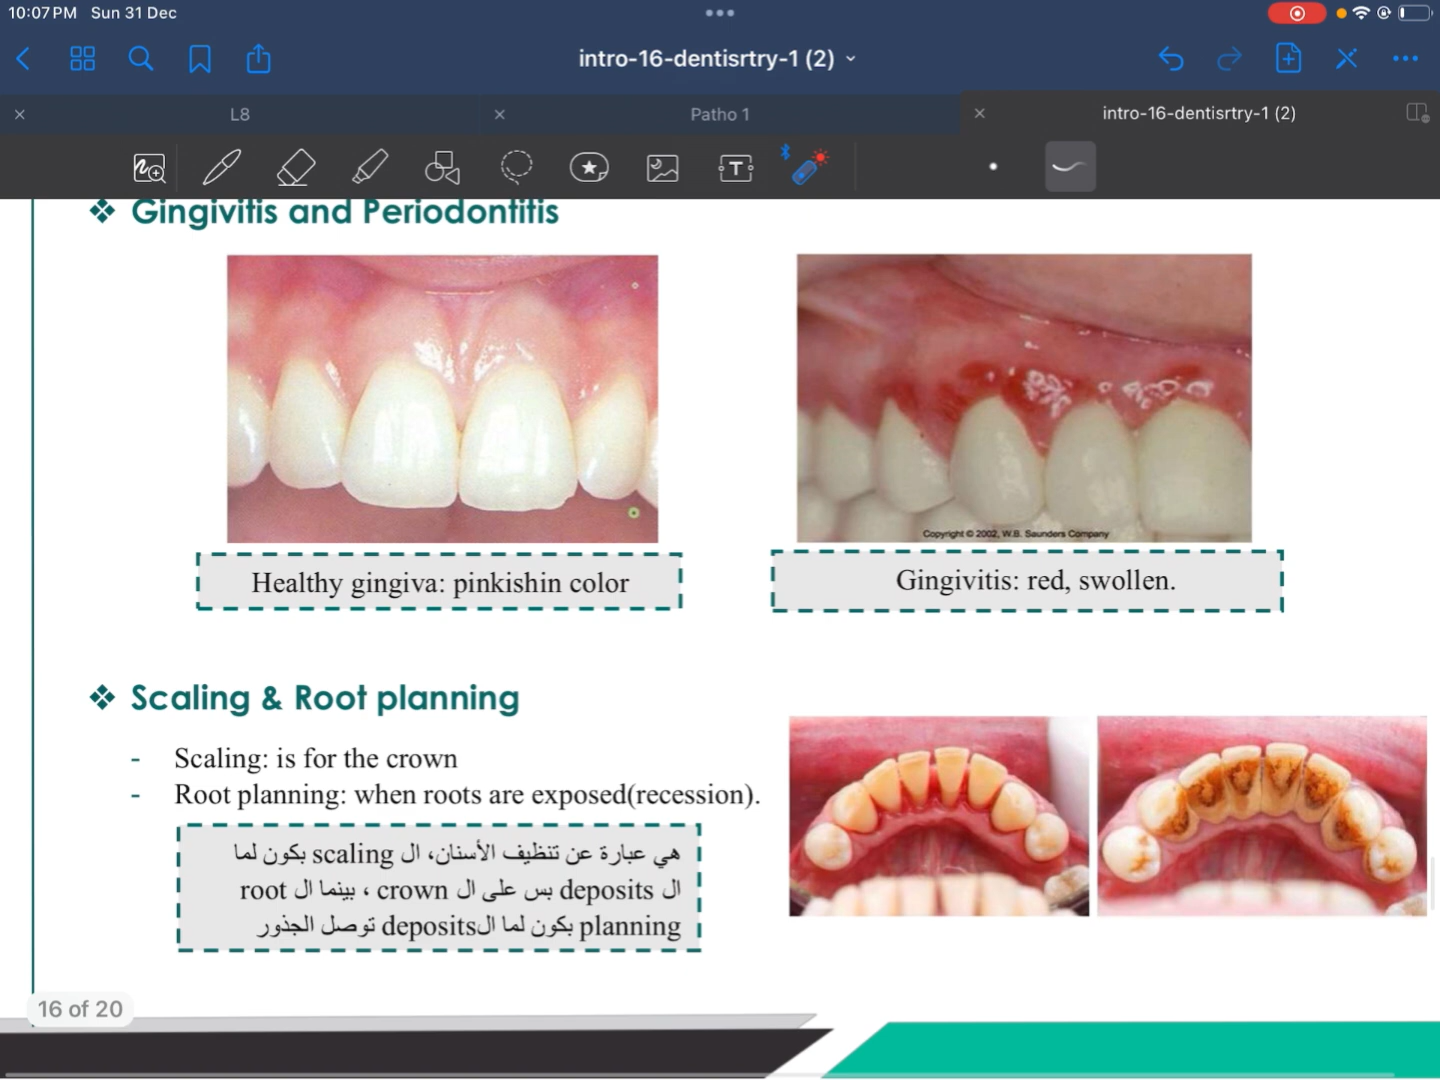 10:07 PM Sun 31 Dec
intro-16-dentisrtry-1 (2)
L8
Patho 1
intro-16-dentisrtry-1 (2)
T
❖ Gingivitis and Periodontitis
Copyright © 2002, W.B. Saunders Company
Healthy gingiva: pinkishin color
Gingivitis: red, swollen.
❖ Scaling & Root planning
- Scaling: is for the crown
- Root planning: when roots are exposed(recession).
هي عبارة عن تنظيف الأسنان، ال scaling بكون لما
ال deposits بس على ال crown ، بينما ال root
planning بكون لما الdeposits توصل الجذور
16 of 20